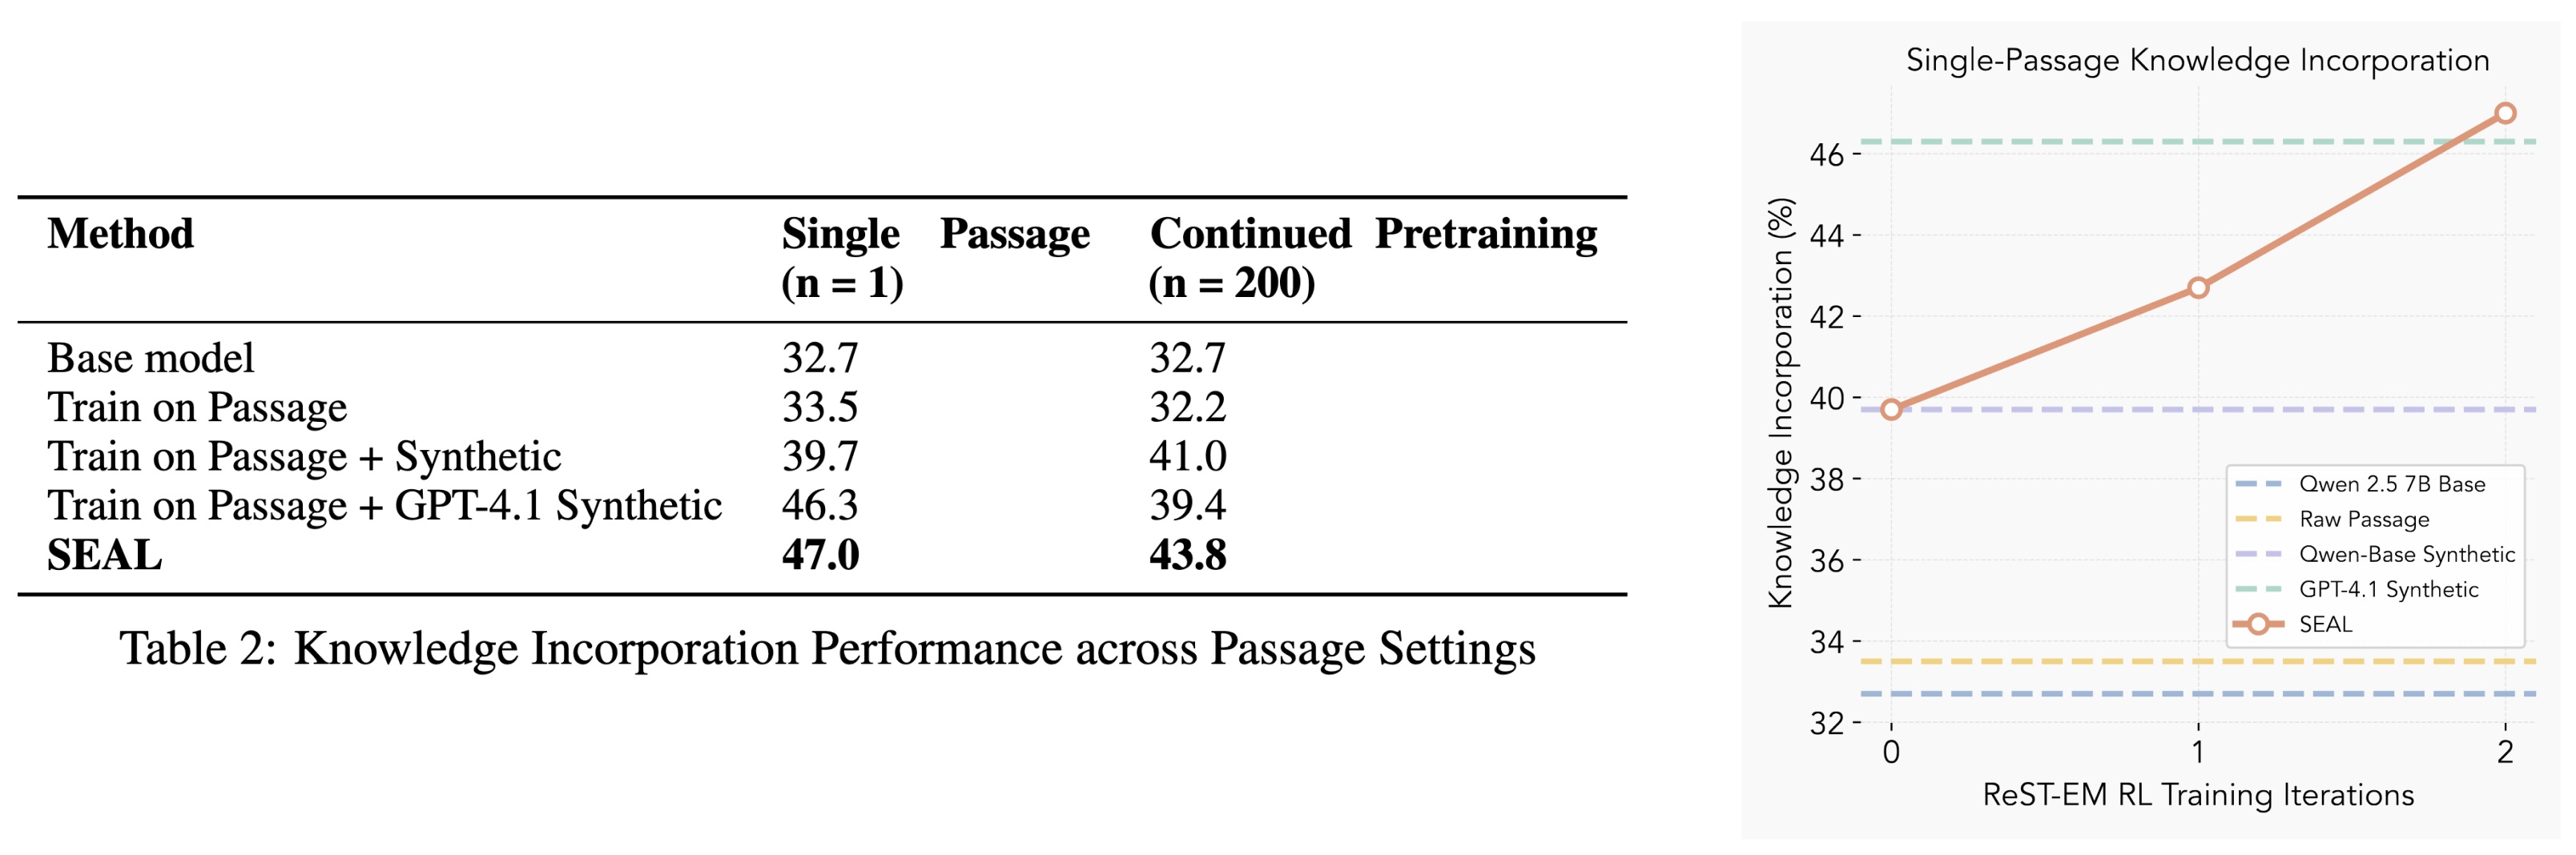 Method Single Passage Continued Pretraining
(n = 1) (n = 200)
Base model 32.7 32.7
Train on Passage 33.5 32.2
Train on Passage + Synthetic 39.7 41.0
Train on Passage + GPT-4.1 Synthetic 46.3 39.4
SEAL 47.0 43.8
Table 2: Knowledge Incorporation Performance across Passage Settings
Single-Passage Knowledge Incorporation
Knowledge Incorporation (%)
46
44
42
40
38
36
34
32
Qwen 2.5 7B Base
Raw Passage
Qwen-Base Synthetic
GPT-4.1 Synthetic
SEAL
0 1 2
ReST-EM RL Training Iterations